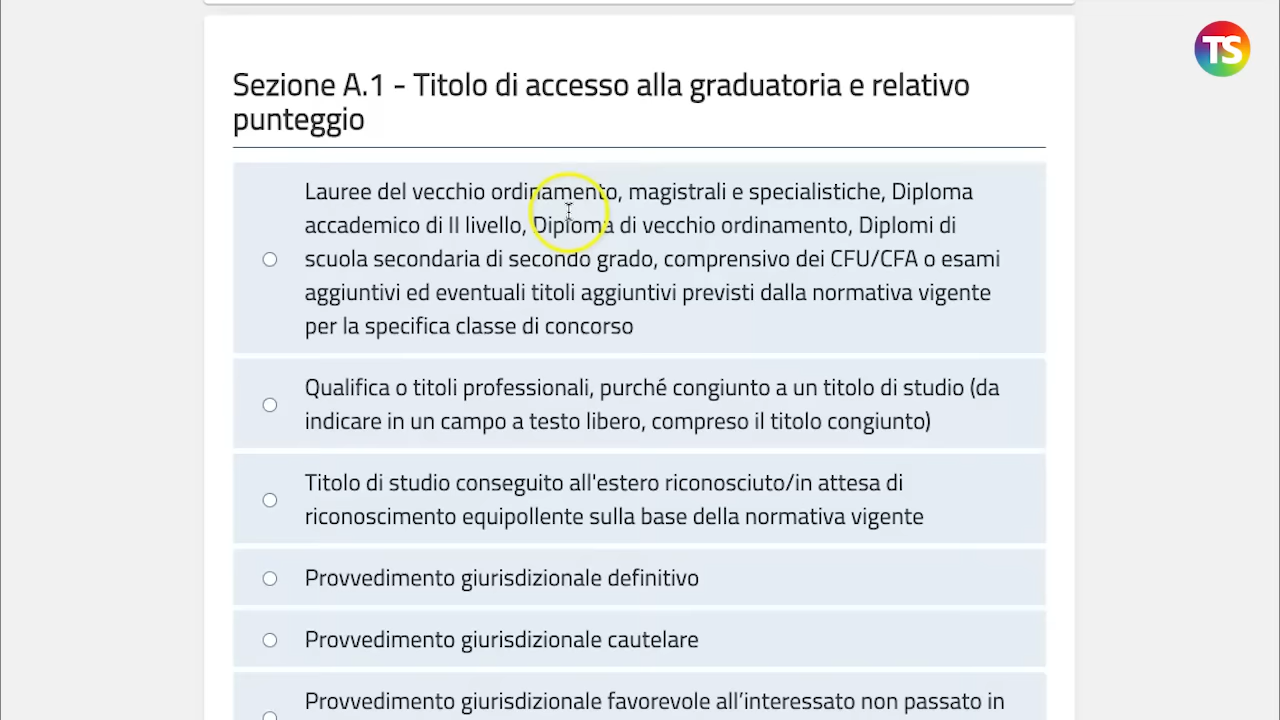 TS
Sezione A.1 - Titolo di accesso alla graduatoria e relativo
punteggio
Lauree del vecchio ordinamento, magistrali e specialistiche, Diploma
accademico di II livello, Diploma di vecchio ordinamento, Diplomi di
scuola secondaria di secondo grado, comprensivo dei CFU/CFA o esami
aggiuntivi ed eventuali titoli aggiuntivi previsti dalla normativa vigente
per la specifica classe di concorso
Qualifica o titoli professionali, purché congiunto a un titolo di studio (da
indicare in un campo a testo libero, compreso il titolo congiunto)
Titolo di studio conseguito all'estero riconosciuto/in attesa di
riconoscimento equipollente sulla base della normativa vigente
Provvedimento giurisdizionale definitivo
Provvedimento giurisdizionale cautelare
Provvedimento giurisdizionale favorevole all’interessato non passato in